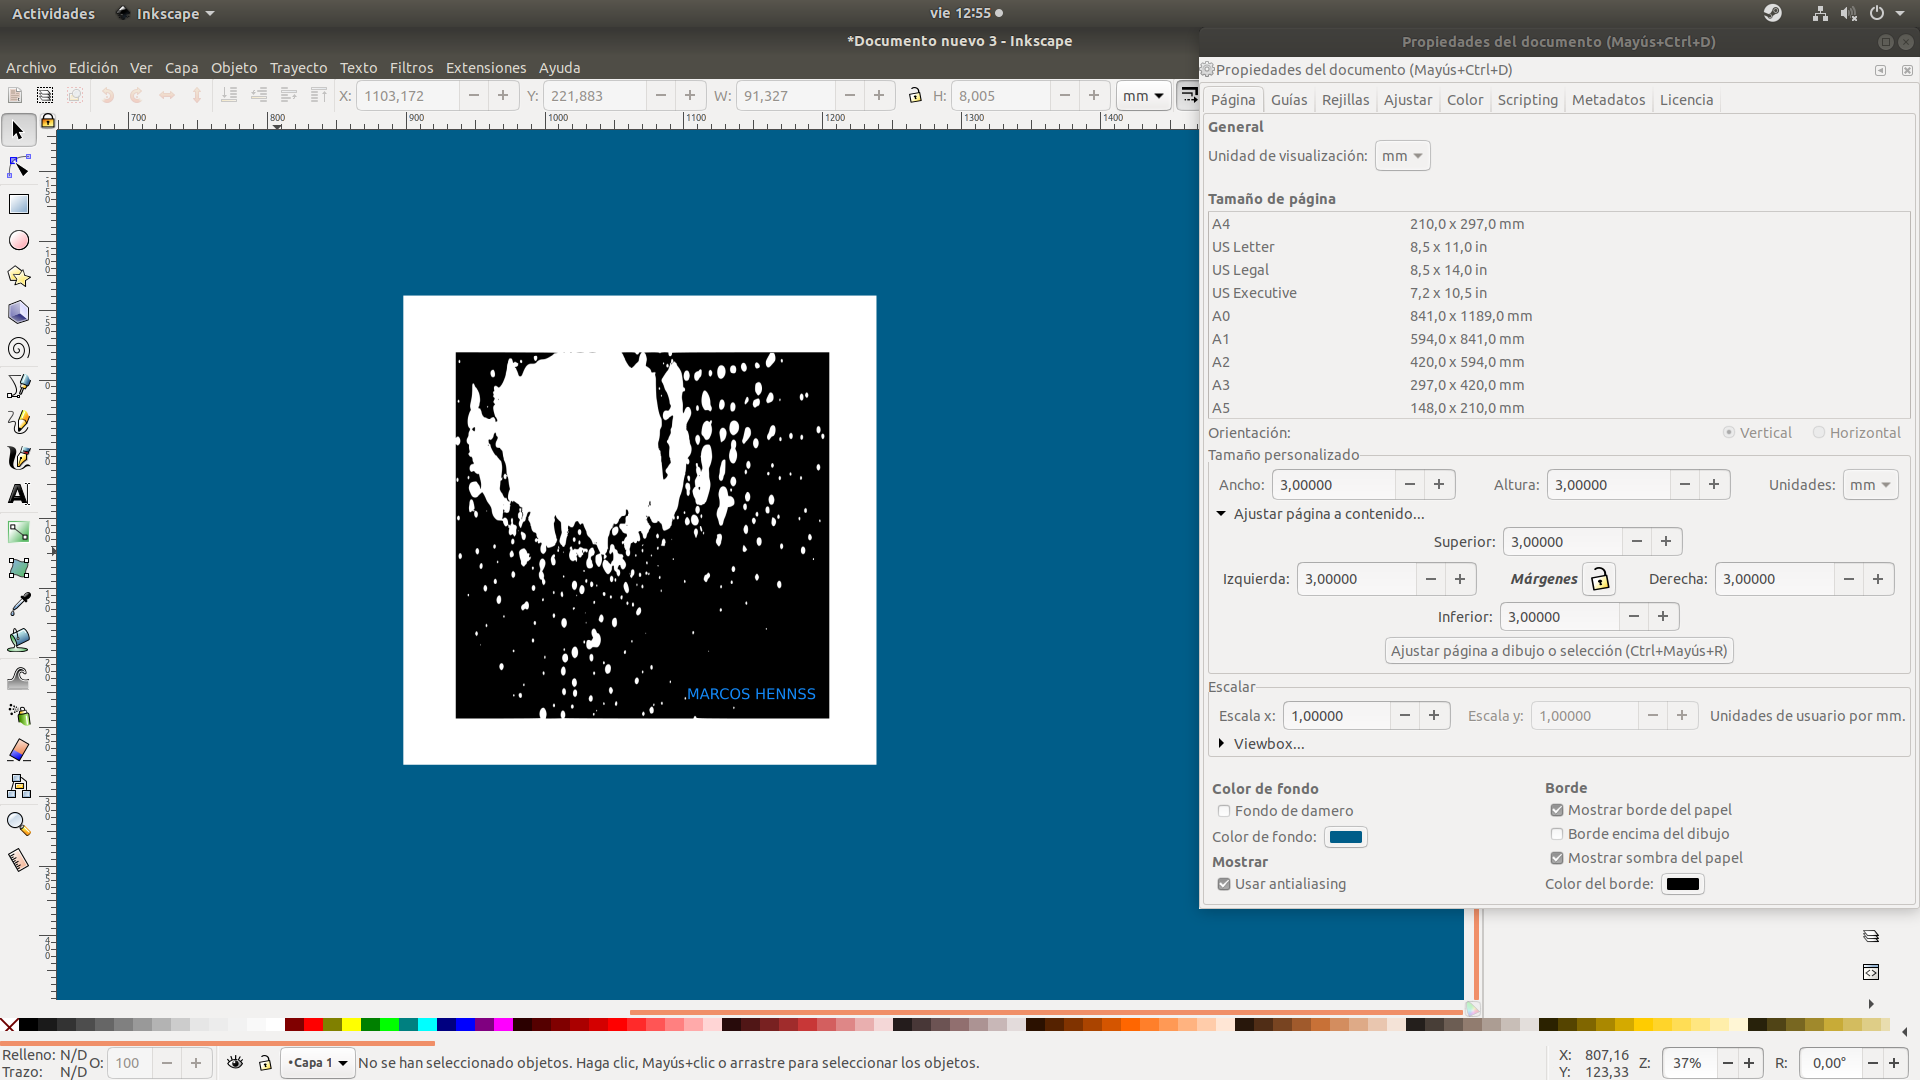 Actividades Inkscape vie 12:55
*Documento nuevo 3 - Inkscape
Archivo Edición Ver Capa Objeto Trayecto Texto Filtros Extensiones Ayuda
X: 1103,172 Y: 221,883 W: 91,327 H: 8,005 mm
700 800 900 1000 1100 1200 1300 1400
MARCOS HENNSS
Propiedades del documento (Mayús+Ctrl+D)
Propiedades del documento (Mayús+Ctrl+D)
Página Guías Rejillas Ajustar Color Scripting Metadatos Licencia
General
Unidad de visualización: mm
Tamaño de página
A4 210,0 x 297,0 mm
US Letter 8,5 x 11,0 in
US Legal 8,5 x 14,0 in
US Executive 7,2 x 10,5 in
A0 841,0 x 1189,0 mm
A1 594,0 x 841,0 mm
A2 420,0 x 594,0 mm
A3 297,0 x 420,0 mm
A5 148,0 x 210,0 mm
Orientación: Vertical Horizontal
Tamaño personalizado
Ancho: 3,00000 Altura: 3,00000 Unidades: mm
Ajustar página a contenido...
Superior: 3,00000
Izquierda: 3,00000 Márgenes Derecha: 3,00000
Inferior: 3,00000
Ajustar página a dibujo o selección (Ctrl+Mayús+R)
Escalar
Escala x: 1,00000 Escala y: 1,00000 Unidades de usuario por mm.
Viewbox...
Color de fondo
Fondo de damero
Color de fondo:
Mostrar
Usar antialiasing
Borde
Mostrar borde del papel
Borde encima del dibujo
Mostrar sombra del papel
Color del borde:
Relleno: N/D
Trazo: N/D
O: 100 •Capa 1 No se han seleccionado objetos. Haga clic, Mayús+clic o arrastre para seleccionar los objetos.
X: 807,16
Y: 123,33
Z: 37% R: 0,00°